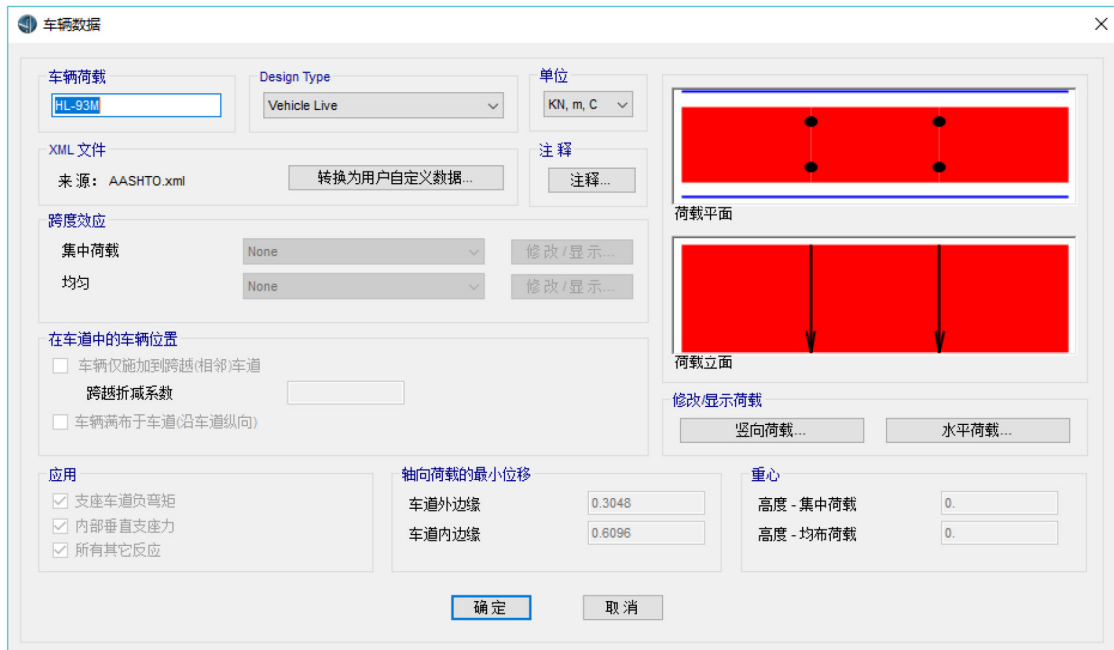 车辆数据
车辆荷载
HL-93M
Design Type
Vehicle Live
单位
KN, m, C
XML 文件
来 源: AASHTO.xml
转换为用户自定义数据...
注 释
注释...
跨度效应
集中荷载
None
修改/显示...
均匀
None
修改/显示...
在车道中的车辆位置
车辆仅施加到跨越(相邻)车道
跨越折减系数
车辆满布于车道(沿车道纵向)
荷载平面
荷载立面
修改/显示荷载
竖向荷载...
水平荷载...
应用
支座车道负弯矩
内部垂直支座力
所有其它反应
轴向荷载的最小位移
车道外边缘
0.3048
车道内边缘
0.6096
重心
高度 - 集中荷载
0.
高度 - 均布荷载
0.
确定
取消